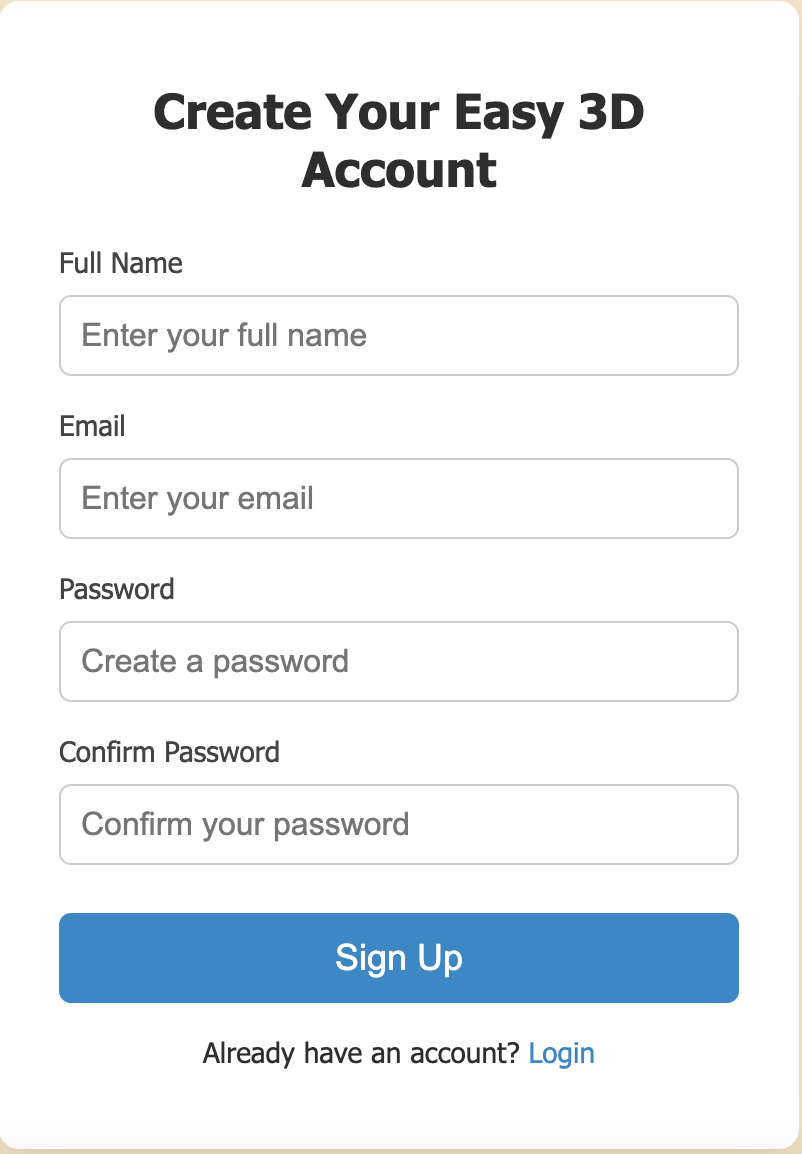 Create Your Easy 3D
Account
Full Name
Enter your full name
Email
Enter your email
Password
Create a password
Confirm Password
Confirm your password
Sign Up
Already have an account? Login